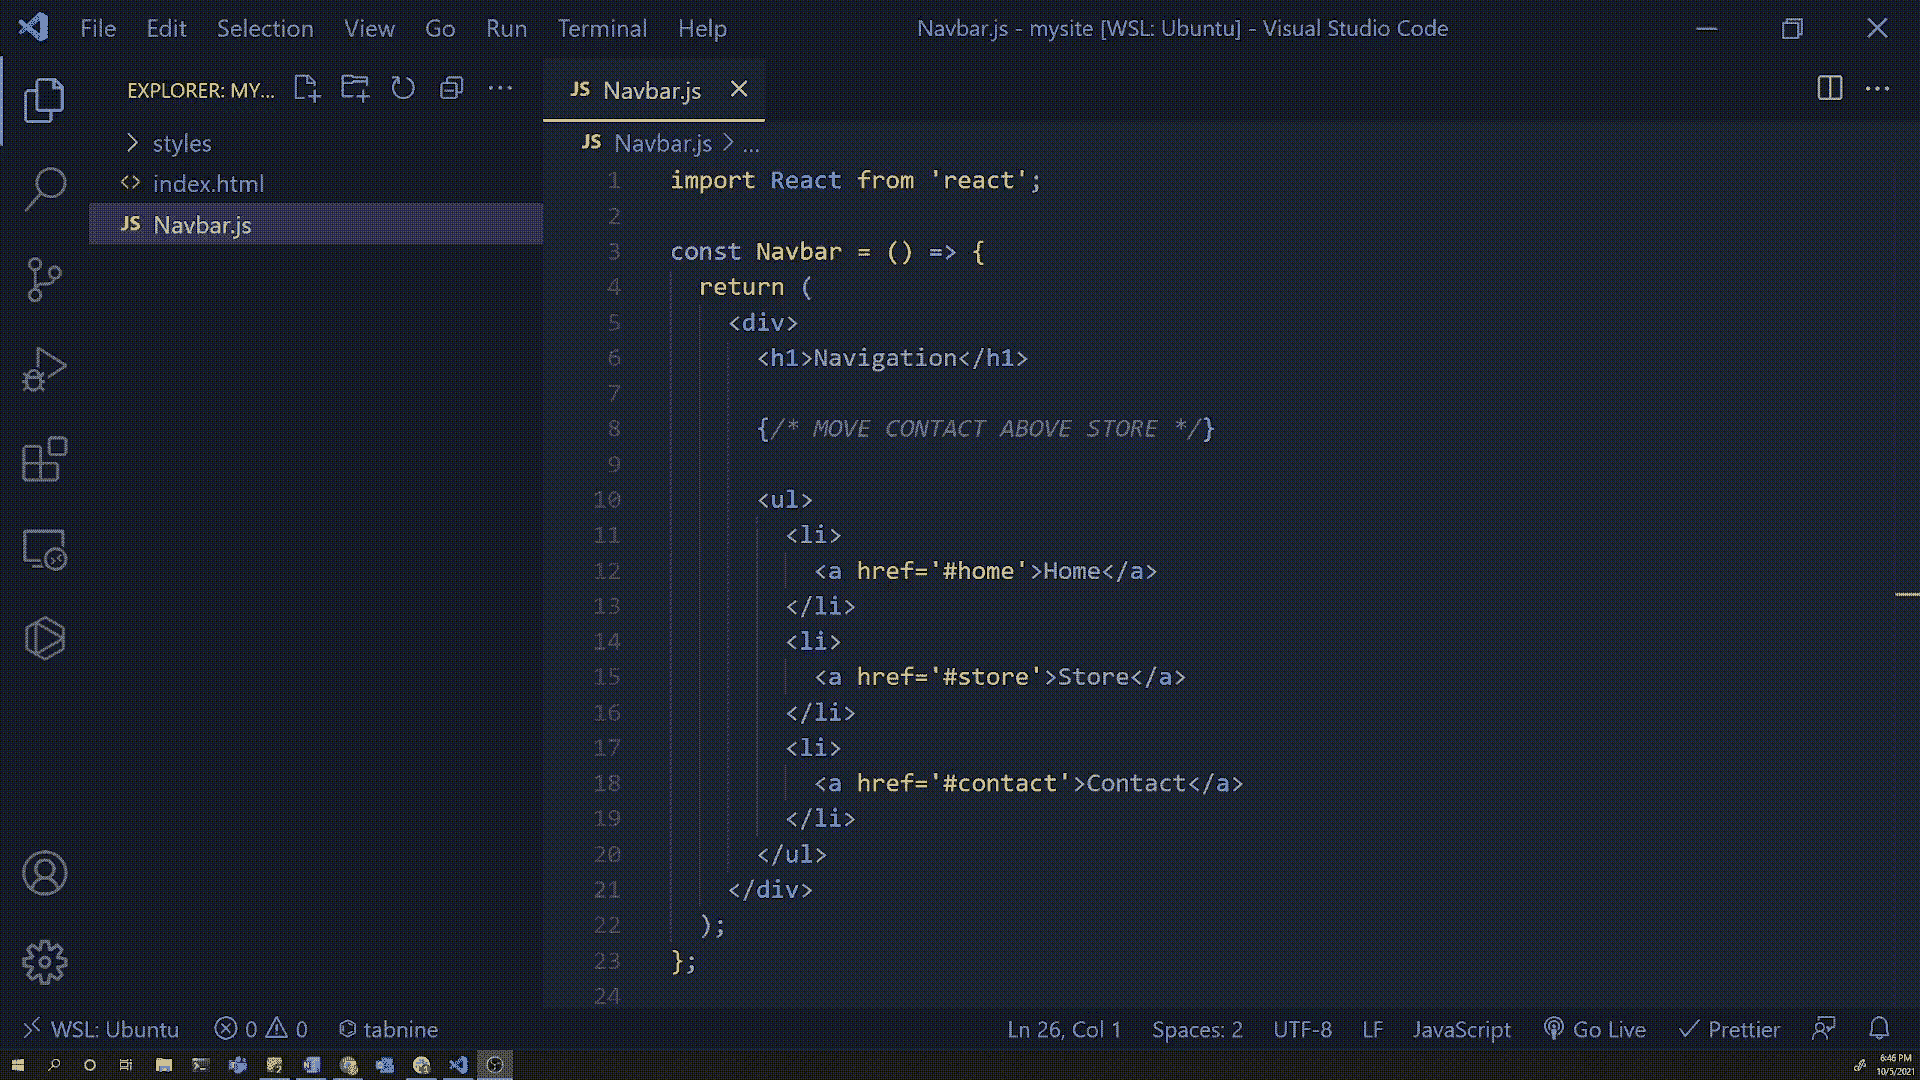 File Edit Selection View Go Run Terminal Help Navbar.js - mysite [WSL: Ubuntu] - Visual Studio Code
EXPLORER: MY...
JS Navbar.js
styles
index.html
JS Navbar.js
JS Navbar.js > ...
1 import React from 'react';
2
3 const Navbar = () => {
4 return (
5 <div>
6 <h1>Navigation</h1>
7
8 {/* MOVE CONTACT ABOVE STORE */}
9
10 <ul>
11 <li>
12 <a href='#home'>Home</a>
13 </li>
14 <li>
15 <a href='#store'>Store</a>
16 </li>
17 <li>
18 <a href='#contact'>Contact</a>
19 </li>
20 </ul>
21 </div>
22 );
23 };
24
WSL: Ubuntu 0 0 tabnine Ln 26, Col 1 Spaces: 2 UTF-8 LF JavaScript Go Live Prettier
6:46 PM
10/5/2021